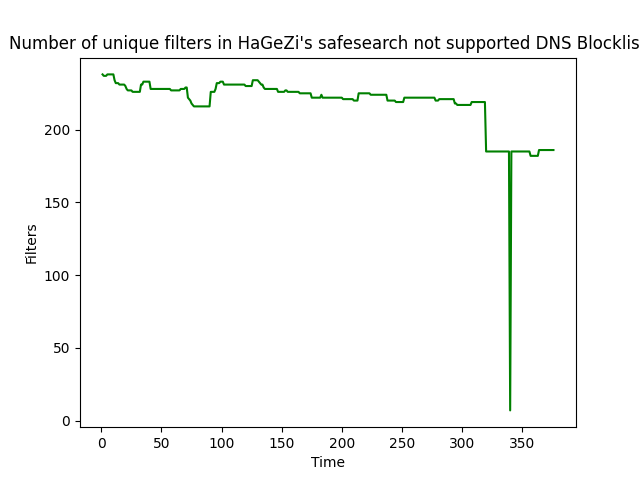 Number of unique filters in HaGeZi's safesearch not supported DNS Blocklis
Filters
200
150
100
50
0
0 50 100 150 200 250 300 350
Time